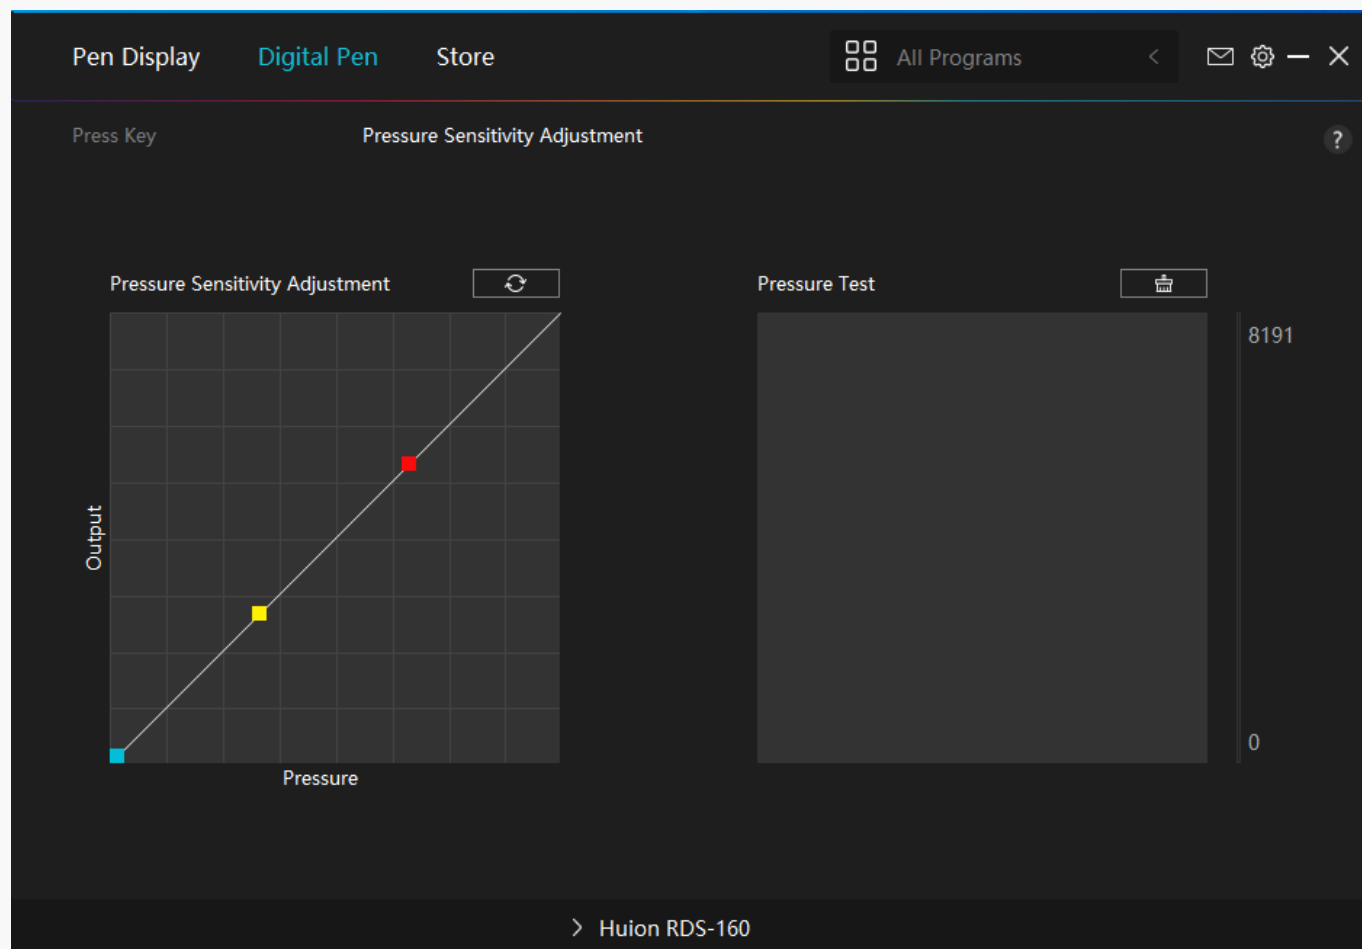 Pen Display Digital Pen Store All Programs
Press Key Pressure Sensitivity Adjustment ?
Pressure Sensitivity Adjustment Pressure Test
8191
Output
0
Pressure
Huion RDS-160